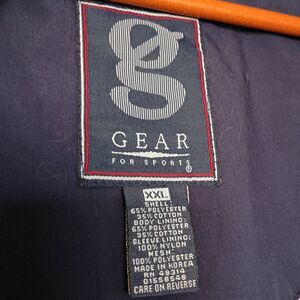 g
GEAR
FOR SPORTS
®
XXL
SHELL:
65% POLYESTER
35% COTTON
BODY LINING:
65% POLYESTER
35% COTTON
SLEEVE LINING:
100% NYLON
MESH:
100% POLYESTER
MADE IN KOREA
RN 49314
01558546
CARE ON REVERSE